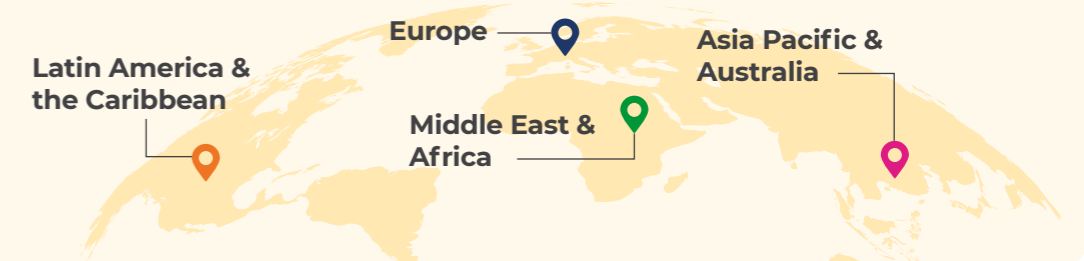 Latin America &
the Caribbean
Europe
Middle East &
Africa
Asia Pacific &
Australia